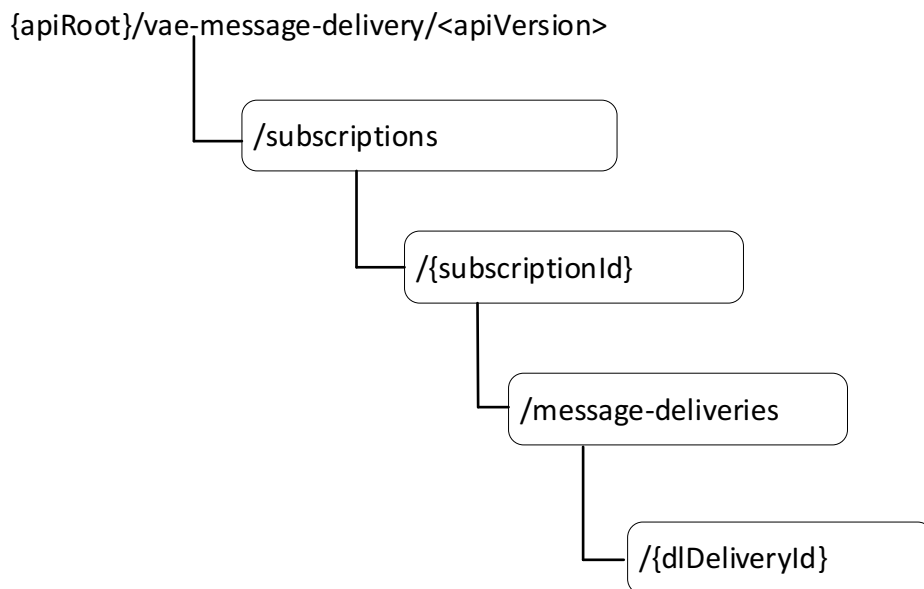 {apiRoot}/vae-message-delivery/<apiVersion>
/subscriptions
/{subscriptionId}
/message-deliveries
/{dlDeliveryId}